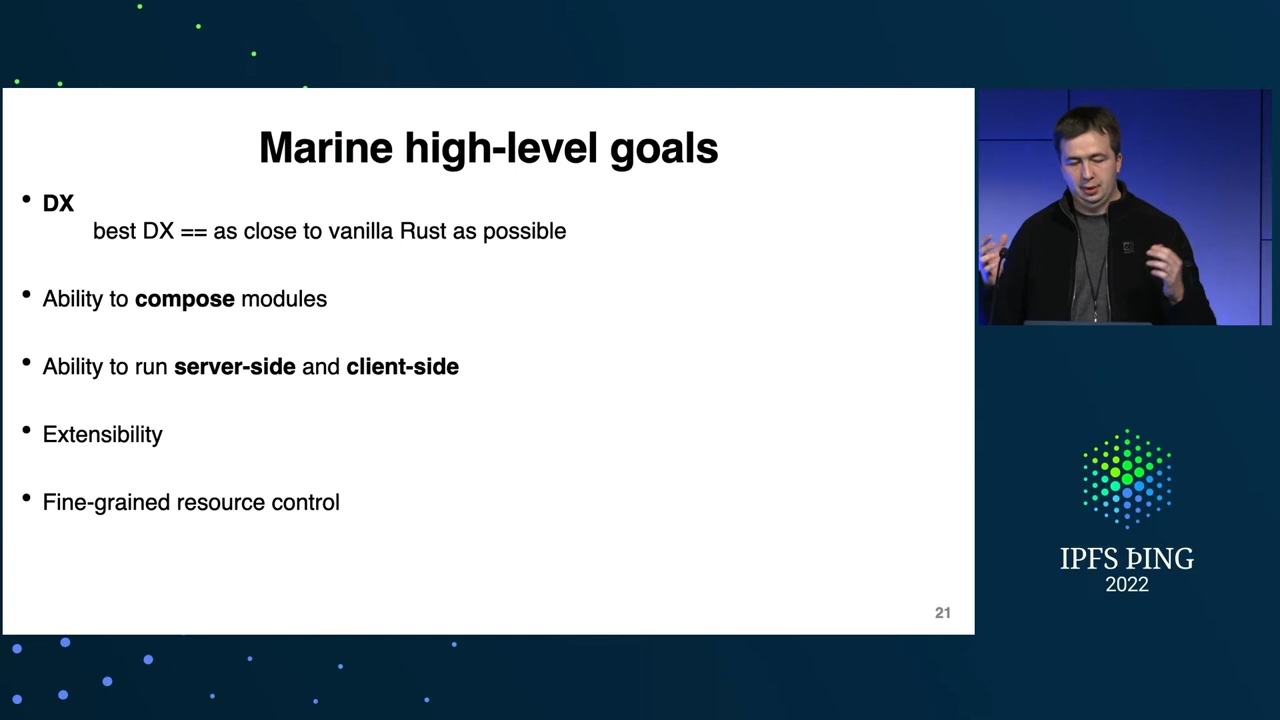 Marine high-level goals
• DX
best DX == as close to vanilla Rust as possible
• Ability to compose modules
• Ability to run server-side and client-side
• Extensibility
• Fine-grained resource control
21
IPFS ÞING
2022